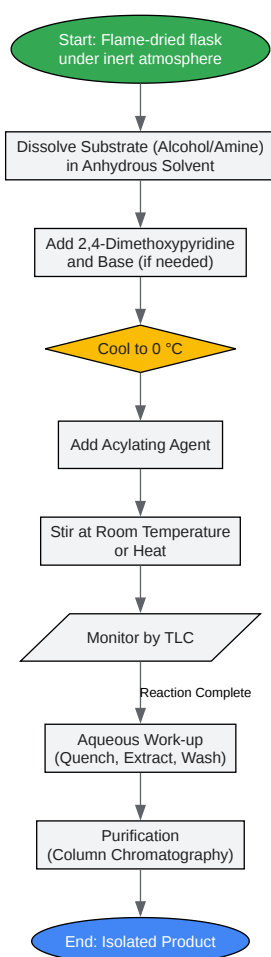 Start: Flame-dried flask
under inert atmosphere
Dissolve Substrate (Alcohol/Amine)
in Anhydrous Solvent
Add 2,4-Dimethoxypyridine
and Base (if needed)
Cool to 0 °C
Add Acylating Agent
Stir at Room Temperature
or Heat
Monitor by TLC
Reaction Complete
Aqueous Work-up
(Quench, Extract, Wash)
Purification
(Column Chromatography)
End: Isolated Product